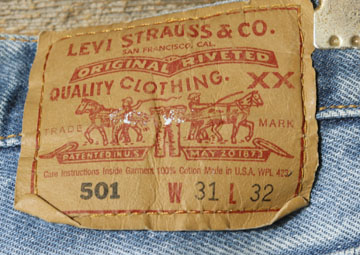 LEVI STRAUSS & CO.
SAN FRANCISCO, CAL.
ORIGINAL RIVETED
QUALITY CLOTHING. XX
TRADE MARK
PATENTED IN U.S. MAY 20 1873
Care Instructions Inside Garment 100% Cotton Made in U.S.A. WPL
501 W 31 L 32